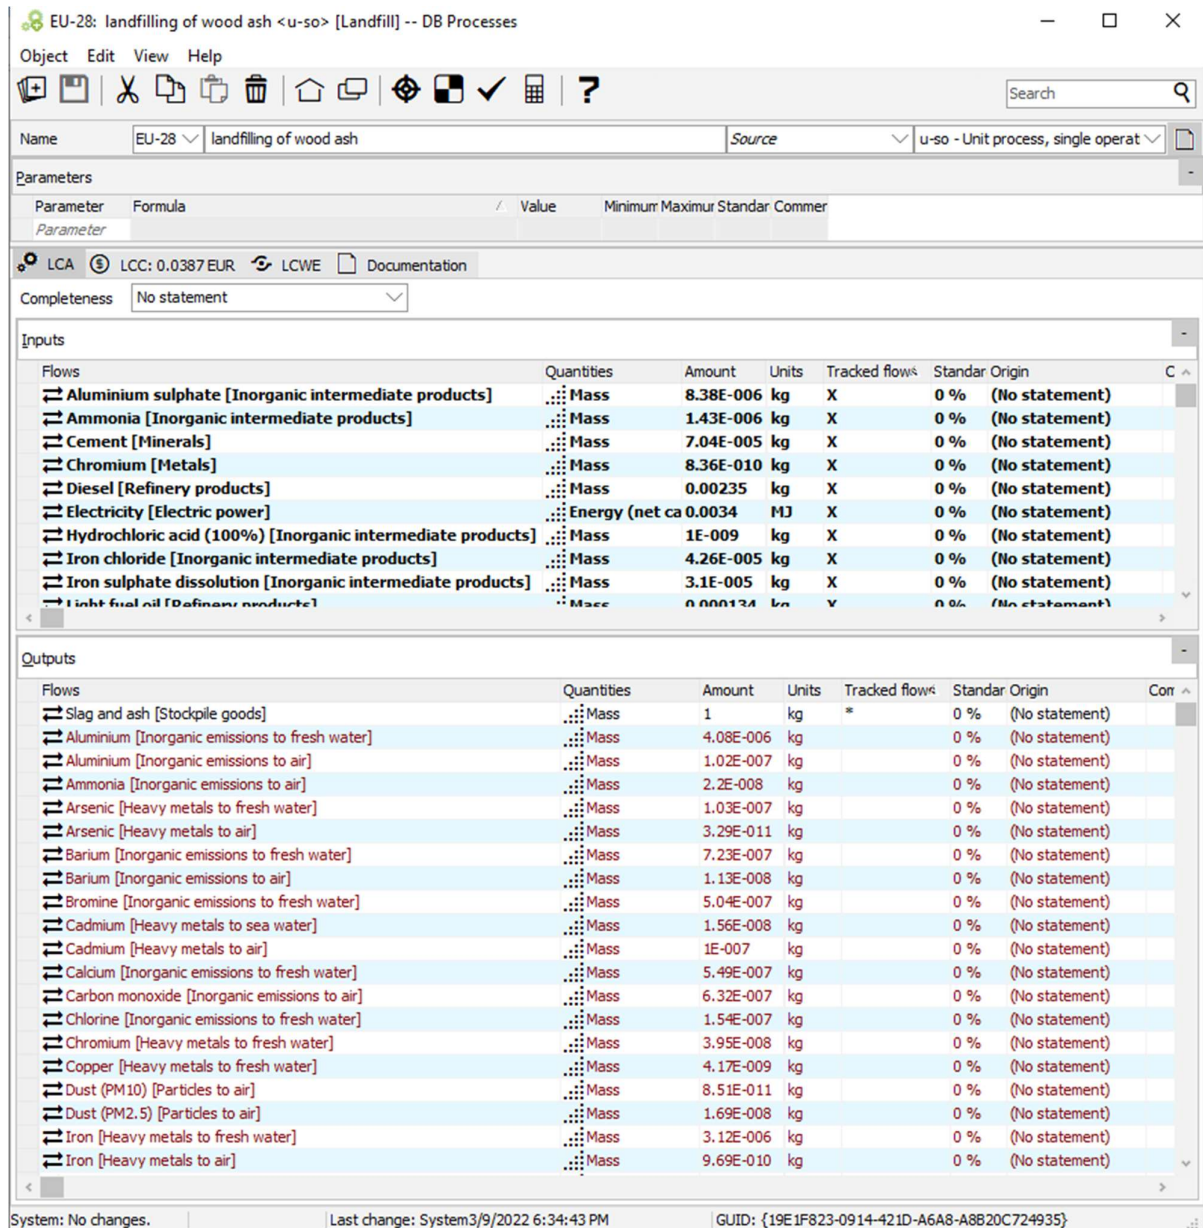 EU-28: landfilling of wood ash <u-so> [Landfill] -- DB Processes
Object Edit View Help
Search
Name EU-28 landfilling of wood ash Source u-so - Unit process, single operat
Parameters
Parameter Formula Value Minimum Maximur Standar Commer
Parameter
LCA LCC: 0.0387 EUR LCWE Documentation
Completeness No statement
Inputs
Flows Quantities Amount Units Tracked flows Standar Origin C
Aluminium sulphate [Inorganic intermediate products] Mass 8.38E-006 kg X 0 % (No statement)
Ammonia [Inorganic intermediate products] Mass 1.43E-006 kg X 0 % (No statement)
Cement [Minerals] Mass 7.04E-005 kg X 0 % (No statement)
Chromium [Metals] Mass 8.36E-010 kg X 0 % (No statement)
Diesel [Refinery products] Mass 0.00235 kg X 0 % (No statement)
Electricity [Electric power] Energy (net ca 0.0034 MJ X 0 % (No statement)
Hydrochloric acid (100%) [Inorganic intermediate products] Mass 1E-009 kg X 0 % (No statement)
Iron chloride [Inorganic intermediate products] Mass 4.26E-005 kg X 0 % (No statement)
Iron sulphate dissolution [Inorganic intermediate products] Mass 3.1E-005 kg X 0 % (No statement)
Light fuel oil [Refinery products] Mass 0.000134 kg X 0 % (No statement)
Outputs
Flows Quantities Amount Units Tracked flows Standar Origin Com
Slag and ash [Stockpile goods] Mass 1 kg * 0 % (No statement)
Aluminium [Inorganic emissions to fresh water] Mass 4.08E-006 kg 0 % (No statement)
Aluminium [Inorganic emissions to air] Mass 1.02E-007 kg 0 % (No statement)
Ammonia [Inorganic emissions to air] Mass 2.2E-008 kg 0 % (No statement)
Arsenic [Heavy metals to fresh water] Mass 1.03E-007 kg 0 % (No statement)
Arsenic [Heavy metals to air] Mass 3.29E-011 kg 0 % (No statement)
Barium [Inorganic emissions to fresh water] Mass 7.23E-007 kg 0 % (No statement)
Barium [Inorganic emissions to air] Mass 1.13E-008 kg 0 % (No statement)
Bromine [Inorganic emissions to fresh water] Mass 5.04E-007 kg 0 % (No statement)
Cadmium [Heavy metals to sea water] Mass 1.56E-008 kg 0 % (No statement)
Cadmium [Heavy metals to air] Mass 1E-007 kg 0 % (No statement)
Calcium [Inorganic emissions to fresh water] Mass 5.49E-007 kg 0 % (No statement)
Carbon monoxide [Inorganic emissions to air] Mass 6.32E-007 kg 0 % (No statement)
Chlorine [Inorganic emissions to fresh water] Mass 1.54E-007 kg 0 % (No statement)
Chromium [Heavy metals to fresh water] Mass 3.95E-008 kg 0 % (No statement)
Copper [Heavy metals to fresh water] Mass 4.17E-009 kg 0 % (No statement)
Dust (PM10) [Particles to air] Mass 8.51E-011 kg 0 % (No statement)
Dust (PM2.5) [Particles to air] Mass 1.69E-008 kg 0 % (No statement)
Iron [Heavy metals to fresh water] Mass 3.12E-006 kg 0 % (No statement)
Iron [Heavy metals to air] Mass 9.69E-010 kg 0 % (No statement)
System: No changes. Last change: System3/9/2022 6:34:43 PM GUID: {19E1F823-0914-421D-A6A8-A8B20C724935}